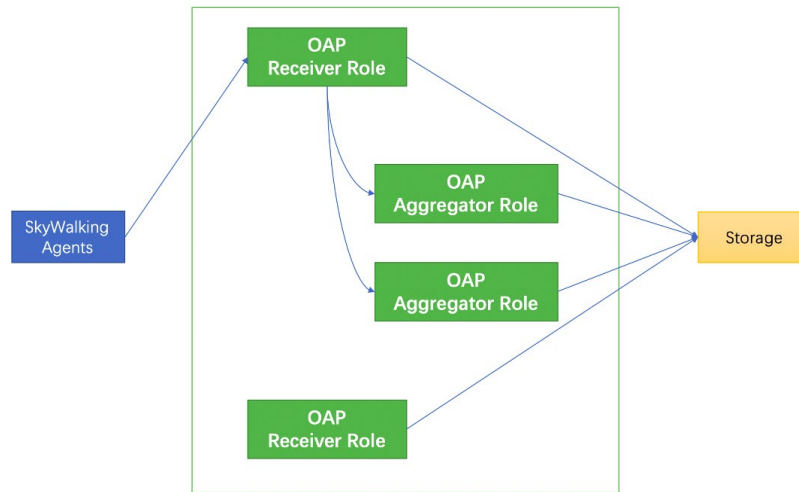 OAP
Receiver Role
OAP
Aggregator Role
SkyWalking
Agents
Storage
OAP
Aggregator Role
OAP
Receiver Role